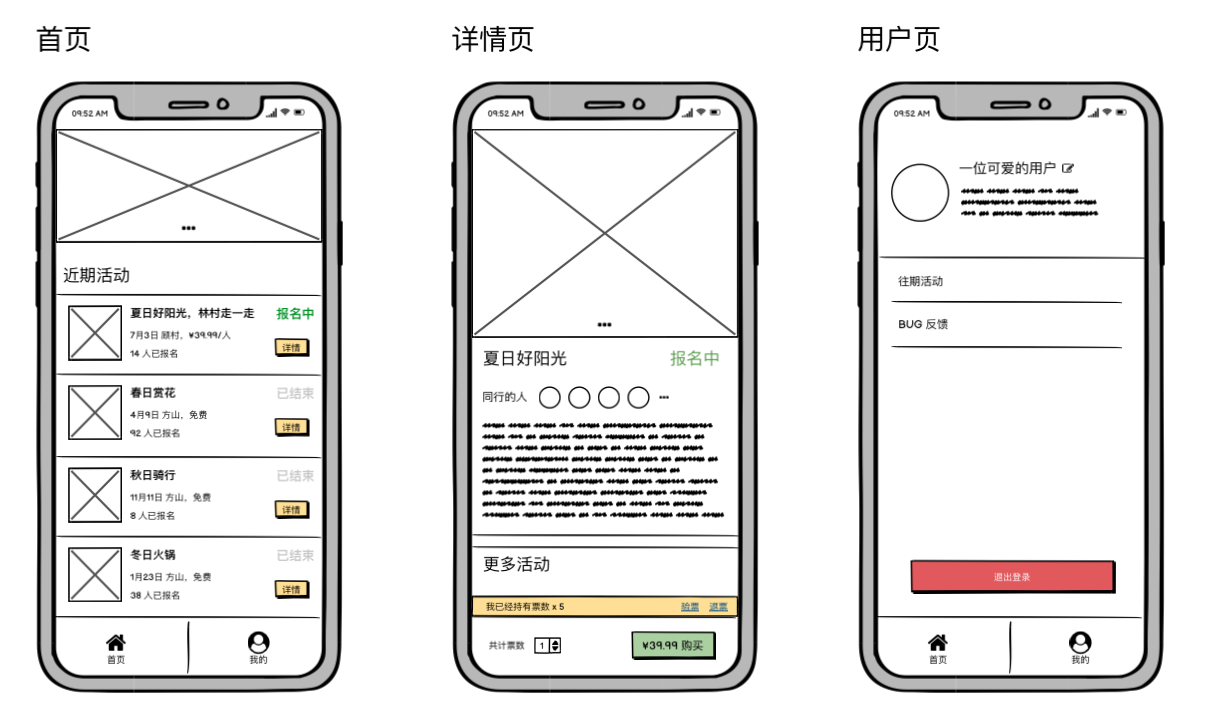 首页
09:52 AM
近期活动
夏日好阳光，林村走一走 报名中
7月3日 顾村，¥39.99/人
详情
14 人已报名
春日赏花 已结束
4月9日 方山，免费
详情
92 人已报名
秋日骑行 已结束
11月11日 方山，免费
详情
8 人已报名
冬日火锅 已结束
1月23日 方山，免费
详情
38 人已报名
首页 我的
详情页
09:52 AM
夏日好阳光 报名中
同行的人
更多活动
我已经持有票数 x 5 验票 退票
共计票数 1 ¥39.99 购买
用户页
09:52 AM
一位可爱的用户
往期活动
BUG 反馈
退出登录
首页 我的